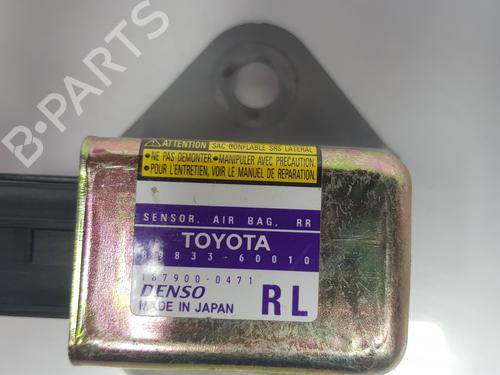 B-PARTS
ATTENTION SAC GONFLABLE SRS LATERAL
●NE PAS DEMONTER.●MANIPULER AVEC PRECAUTION.
●POUR L'ENTRETIEN, VOIR LE MANUEL DE REPARATION.
SENSOR, AIR BAG, RR
TOYOTA
89833-60010
167900-0471
DENSO
MADE IN JAPAN
RL